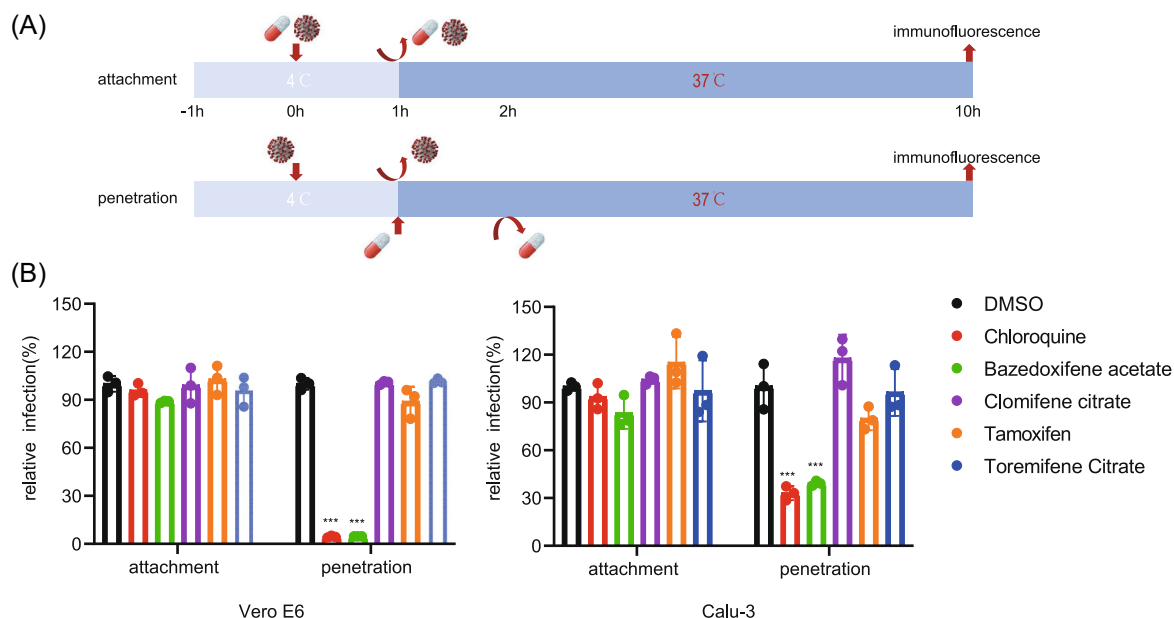 (A)
immunofluorescence
attachment
4℃
37℃
-1h
0h
1h
2h
10h
immunofluorescence
penetration
4℃
37℃
(B)
150
120
90
60
30
0
relative infection(%)
*** ***
attachment
penetration
Vero E6
150
120
90
60
30
0
relative infection(%)
*** ***
attachment
penetration
Calu-3
DMSO
Chloroquine
Bazedoxifene acetate
Clomifene citrate
Tamoxifen
Toremifene Citrate